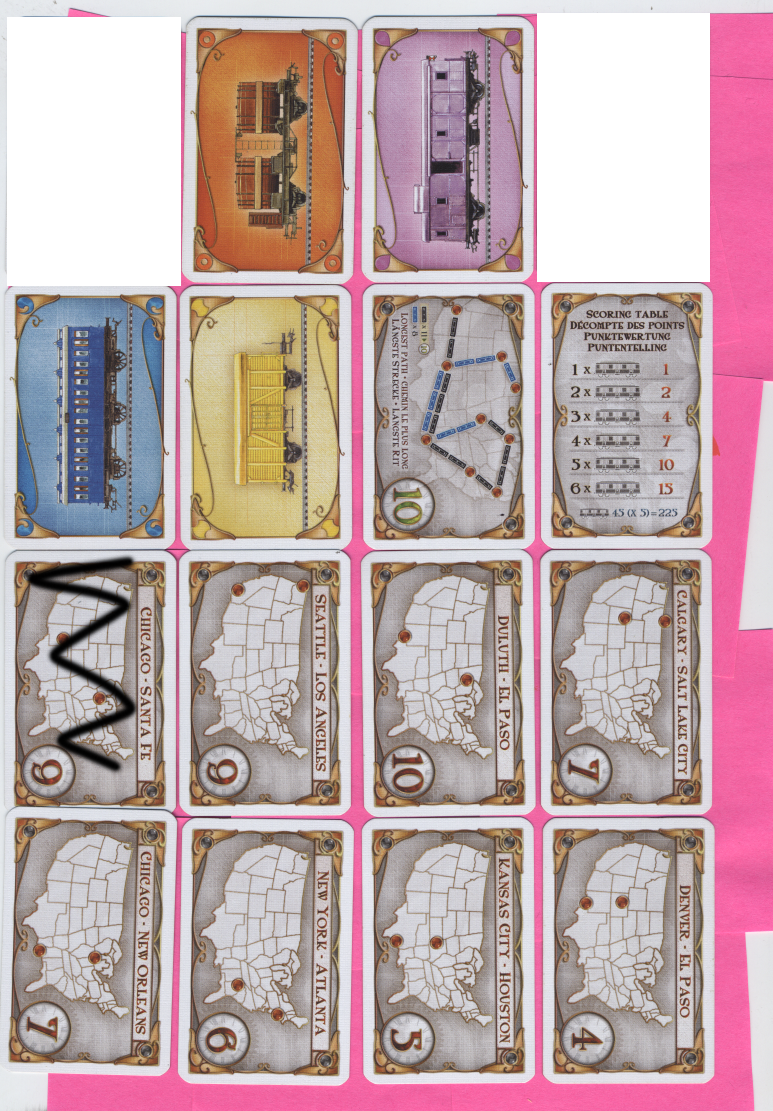 LONGEST PATH · CHEMIN LE PLUS LONG
LÄNGSTE STRECKE · LANGSTE RIT
10
SCORING TABLE
DÉCOMPTE DES POINTS
PUNKTEWERTUNG
PUNTENTELLING
1 x 1
2 x 2
3 x 4
4 x 7
5 x 10
6 x 15
45 (x 5) = 225
CHICAGO - SANTA FE
9
SEATTLE - LOS ANGELES
9
DULUTH - EL PASO
10
CALGARY - SALT LAKE CITY
7
CHICAGO - NEW ORLEANS
7
NEW YORK - ATLANTA
6
KANSAS CITY - HOUSTON
5
DENVER - EL PASO
4